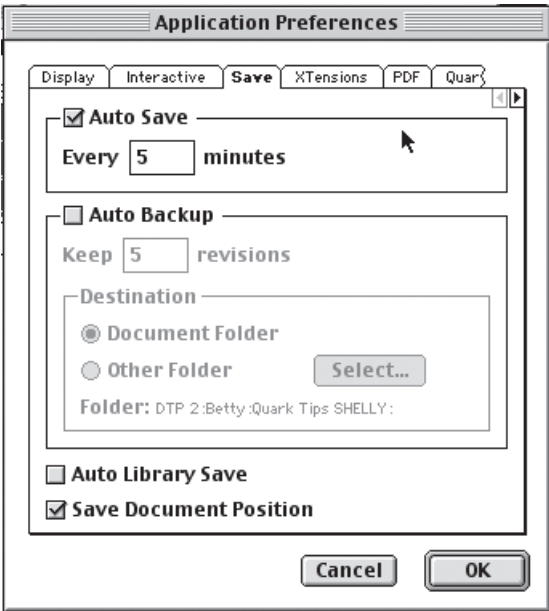 Application Preferences
Display Interactive Save XTensions PDF Quar
Auto Save
Every 5 minutes
Auto Backup
Keep 5 revisions
Destination
Document Folder
Other Folder Select...
Folder: DTP 2:Betty:Quark Tips SHELLY:
Auto Library Save
Save Document Position
Cancel OK